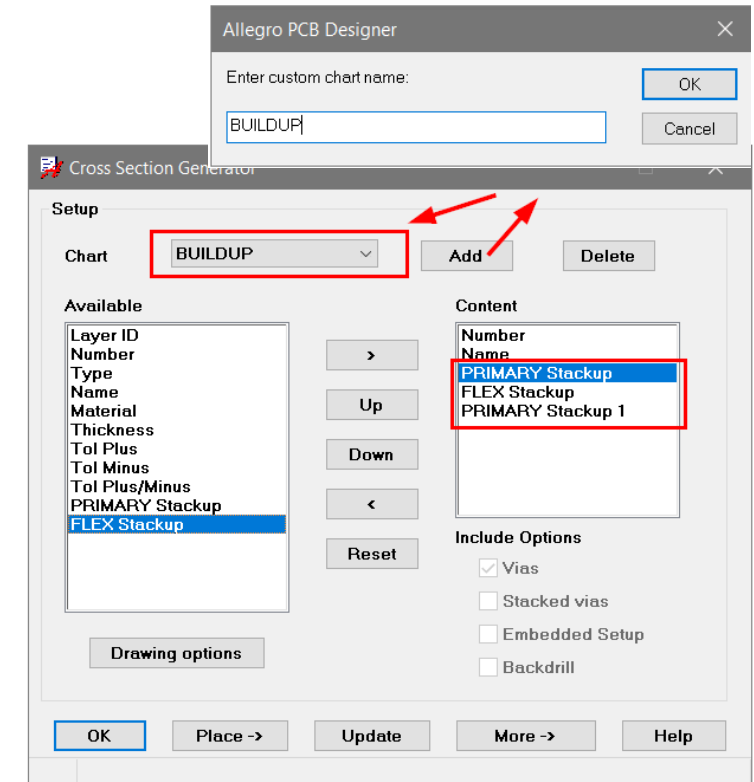 Allegro PCB Designer
Enter custom chart name:
OK
BUILDUP
Cancel
Cross Section Generator
Setup
Chart
BUILDUP
Add
Delete
Available
Content
Layer ID
Number
Type
Name
Material
Thickness
Tol Plus
Tol Minus
Tol Plus/Minus
PRIMARY Stackup
FLEX Stackup
>
Up
Down
<
Reset
Number
Name
PRIMARY Stackup
FLEX Stackup
PRIMARY Stackup 1
Include Options
Vias
Stacked vias
Embedded Setup
Backdrill
Drawing options
OK
Place ->
Update
More ->
Help